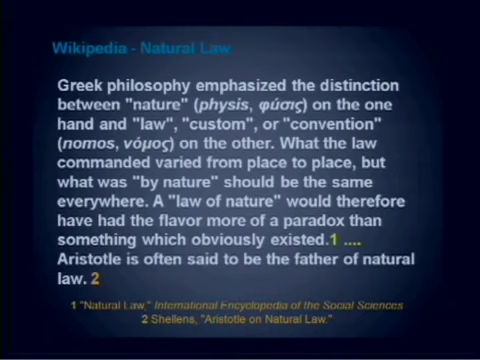 Wikipedia - Natural Law
Greek philosophy emphasized the distinction
between "nature" (physis, φύσις) on the one
hand and "law", "custom", or "convention"
(nomos, νόμος) on the other. What the law
commanded varied from place to place, but
what was "by nature" should be the same
everywhere. A "law of nature" would therefore
have had the flavor more of a paradox than
something which obviously existed.1 ....
Aristotle is often said to be the father of natural
law. 2
1 "Natural Law." International Encyclopedia of the Social Sciences
2 Shellens, "Aristotle on Natural Law."